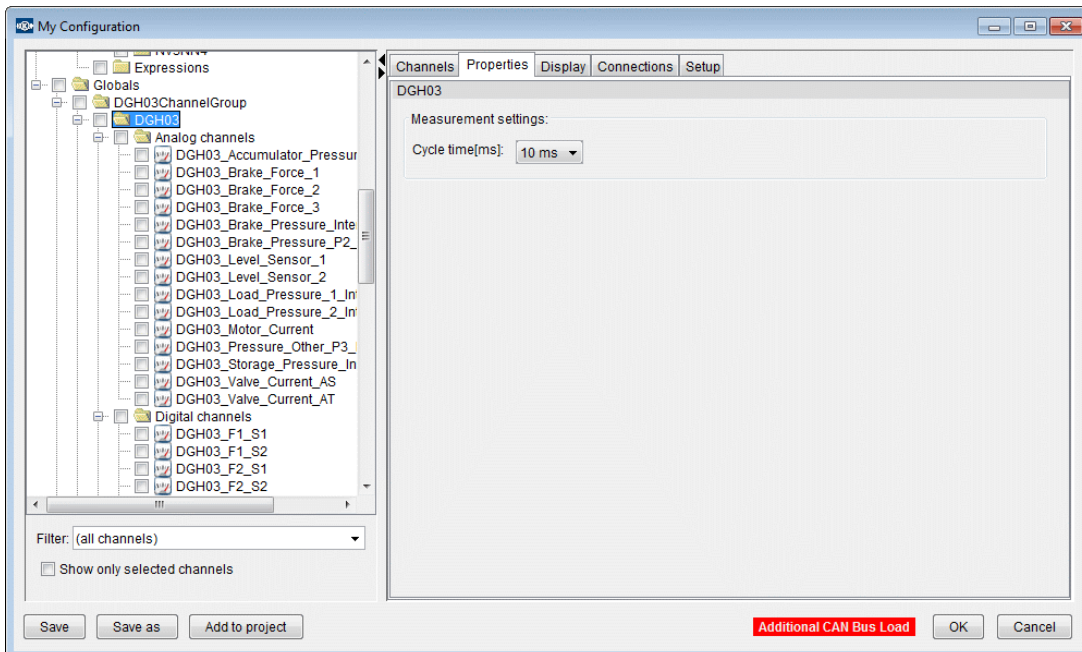 My Configuration
Expressions
Globals
DGH03ChannelGroup
DGH03
Analog channels
DGH03_Accumulator_Pressur
DGH03_Brake_Force_1
DGH03_Brake_Force_2
DGH03_Brake_Force_3
DGH03_Brake_Pressure_Inte
DGH03_Brake_Pressure_P2_
DGH03_Level_Sensor_1
DGH03_Level_Sensor_2
DGH03_Load_Pressure_1_In
DGH03_Load_Pressure_2_In
DGH03_Motor_Current
DGH03_Pressure_Other_P3_
DGH03_Storage_Pressure_In
DGH03_Valve_Current_AS
DGH03_Valve_Current_AT
Digital channels
DGH03_F1_S1
DGH03_F1_S2
DGH03_F2_S1
DGH03_F2_S2
Filter: (all channels)
Show only selected channels
Channels Properties Display Connections Setup
DGH03
Measurement settings:
Cycle time[ms]: 10 ms
Save Save as Add to project Additional CAN Bus Load OK Cancel